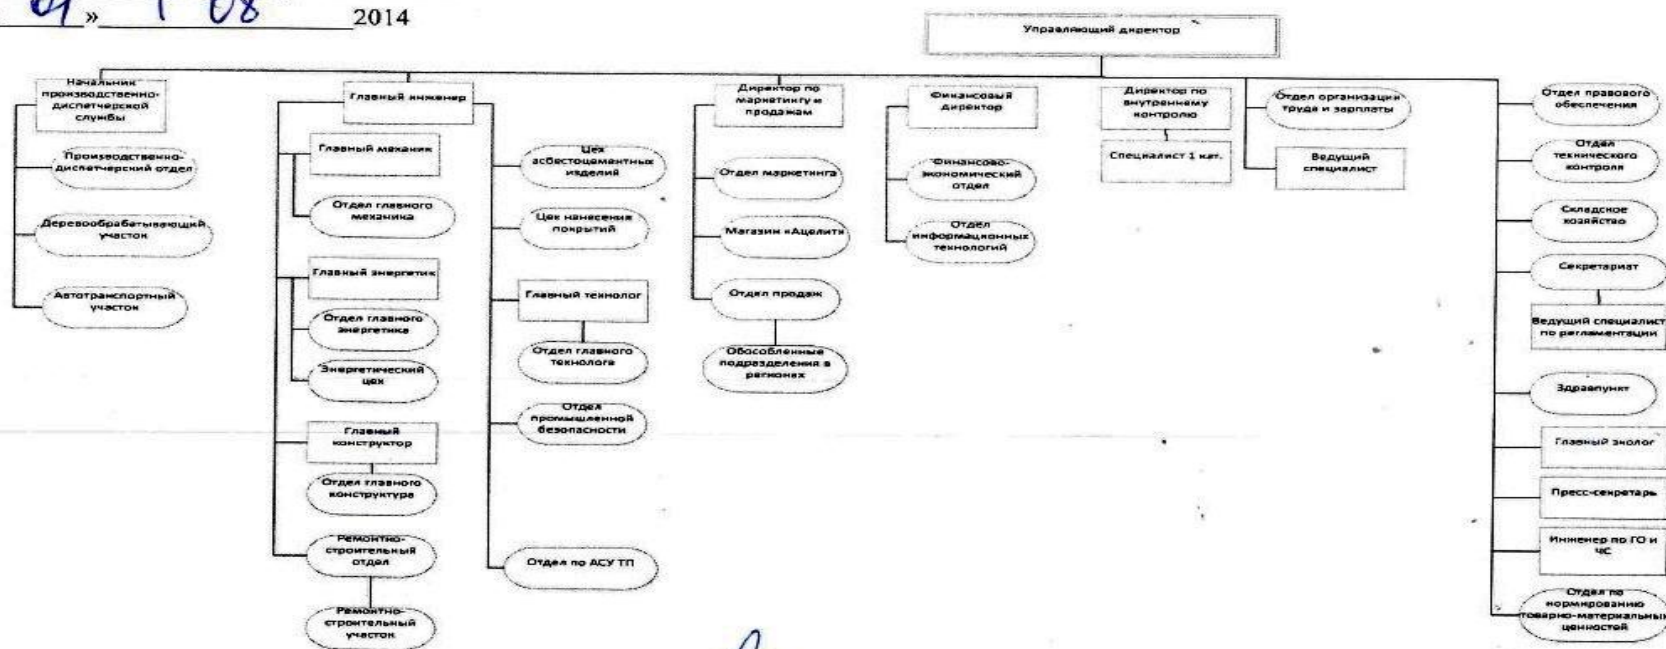 » 08 2014
Управляющий директор
Начальник
производственно-
диспетчерской
службы
Производственно-
диспетчерский отдел
Деревообрабатывающий
участок
Автотранспортный
участок
Главный инженер
Главный механик
Отдел главного
механика
Главный энергетик
Отдел главного
энергетика
Энергетический
цех
Главный
конструктор
Отдел главного
конструктура
Ремонтно-
строительный
отдел
Ремонтно-
строительный
участок
Цех
асбестоцементных
изделий
Цех нанесения
покрытий
Главный технолог
Отдел главного
технолога
Отдел
промышленной
безопасности
Отдел по АСУ ТП
Директор по
маркетингу и
продажам
Отдел маркетинга
Магазин «Ацелит»
Отдел продаж
Обособленные
подразделения в
регионах
Финансовый
директор
Финансово-
экономический
отдел
Отдел
информационных
технологий
Директор по
внутреннему
контролю
Специалист 1 кат.
Отдел организации
труда и зарплаты
Ведущий
специалист
Отдел правового
обеспечения
Отдел
технического
контроля
Складское
хозяйство
Секретариат
Ведущий специалист
по регламентации
Здравпункт
Главный эколог
Пресс-секретарь
Инженер по ГО и
ЧС
Отдел по
нормированию
товарно-материальных
ценностей